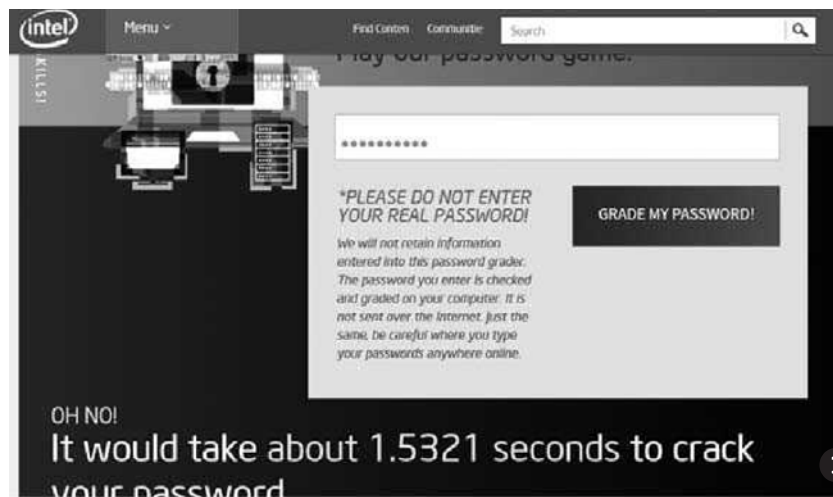 intel
Menu
Find Conten Communitie Search
KILLS!
Play our password game.
••••••••••
*PLEASE DO NOT ENTER
YOUR REAL PASSWORD!
GRADE MY PASSWORD!
We will not retain information
entered into this password grader.
The password you enter is checked
and graded on your computer. It is
not sent over the Internet. Just the
same, be careful where you type
your passwords anywhere online.
OH NO!
It would take about 1.5321 seconds to crack
your password